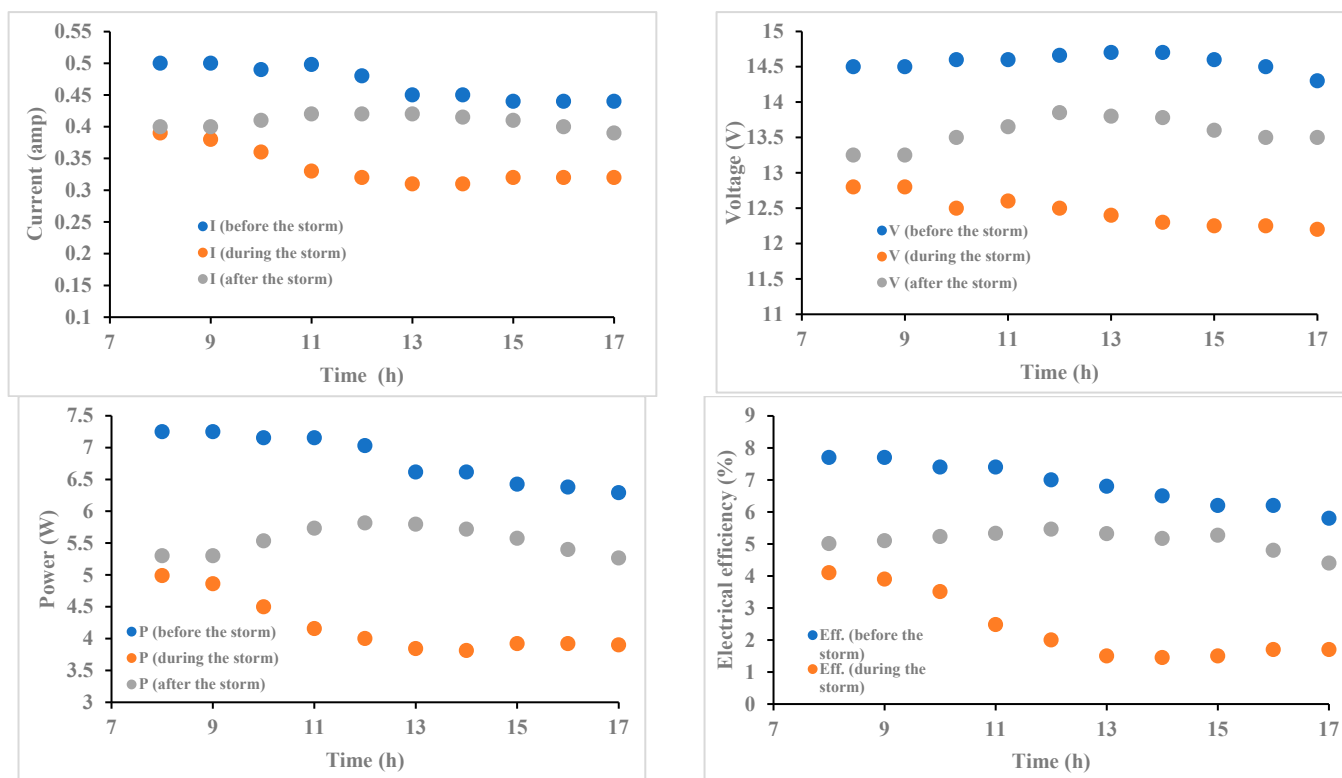 0.55
0.5
0.45
0.4
0.35
0.3
0.25
0.2
0.15
0.1
Current (amp)
I (before the storm)
I (during the storm)
I (after the storm)
7 9 11 13 15 17
Time (h)
15
14.5
14
13.5
13
12.5
12
11.5
11
Voltage (V)
V (before the storm)
V (during the storm)
V (after the storm)
7 9 11 13 15 17
Time (h)
7.5
7
6.5
6
5.5
5
4.5
4
3.5
3
Power (W)
P (before the storm)
P (during the storm)
P (after the storm)
7 9 11 13 15 17
Time (h)
9
8
7
6
5
4
3
2
1
0
Electrical efficiency (%)
Eff. (before the
storm)
Eff. (during the
storm)
7 9 11 13 15 17
Time (h)